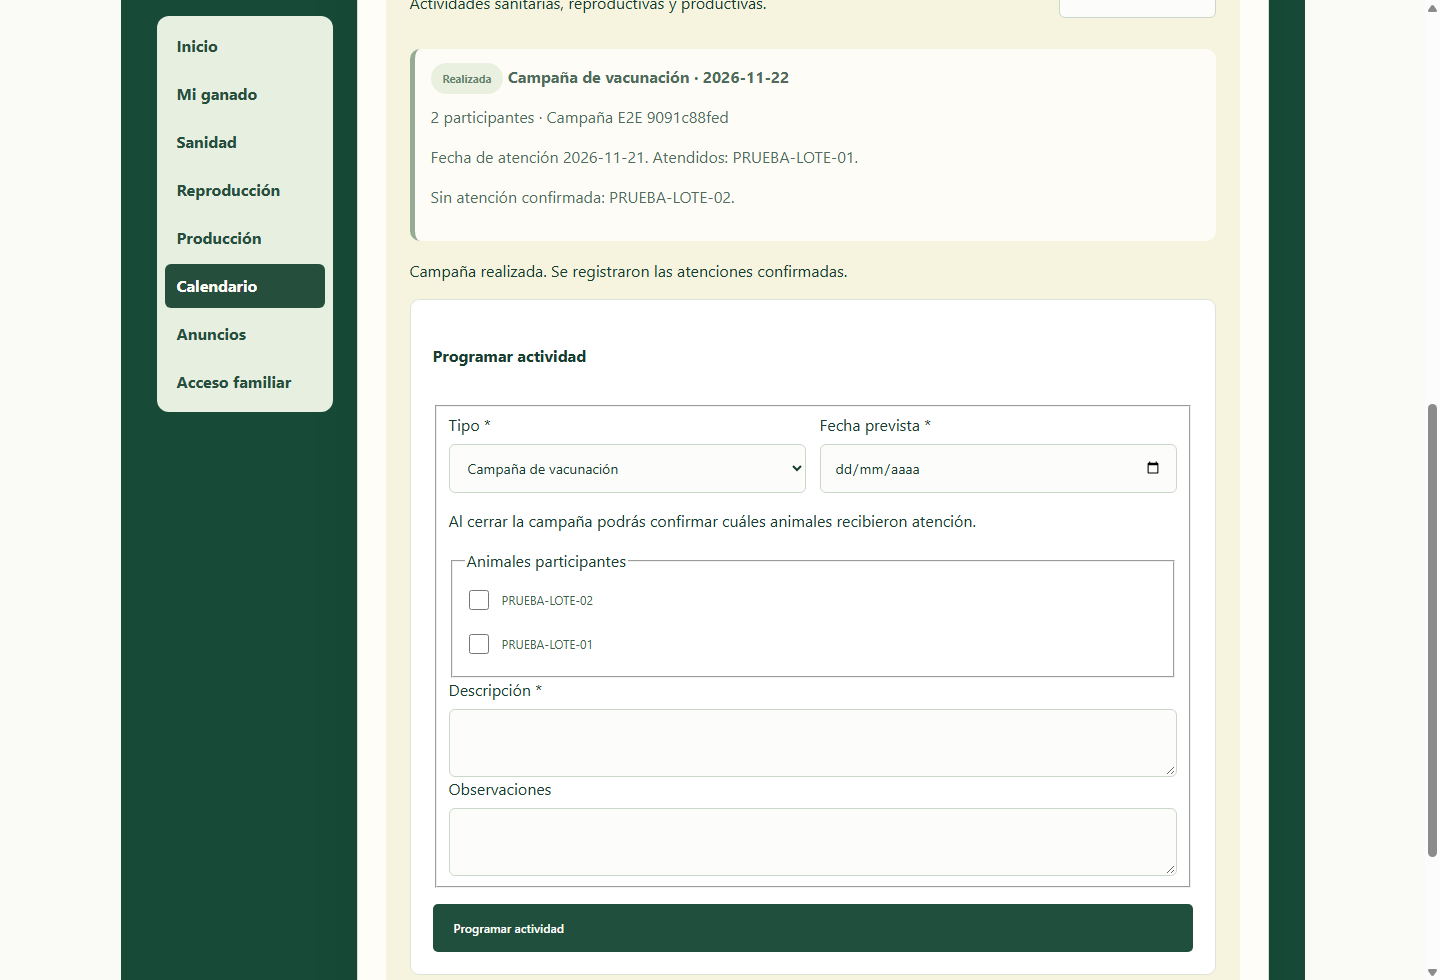 Inicio
Mi ganado
Sanidad
Reproducción
Producción
Calendario
Anuncios
Acceso familiar
Actividades sanitarias, reproductivas y productivas.
Realizada Campaña de vacunación · 2026-11-22
2 participantes · Campaña E2E 9091c88fed
Fecha de atención 2026-11-21. Atendidos: PRUEBA-LOTE-01.
Sin atención confirmada: PRUEBA-LOTE-02.
Campaña realizada. Se registraron las atenciones confirmadas.
Programar actividad
Tipo * Fecha prevista *
Campaña de vacunación dd/mm/aaaa
Al cerrar la campaña podrás confirmar cuáles animales recibieron atención.
Animales participantes
PRUEBA-LOTE-02
PRUEBA-LOTE-01
Descripción *
Observaciones
Programar actividad